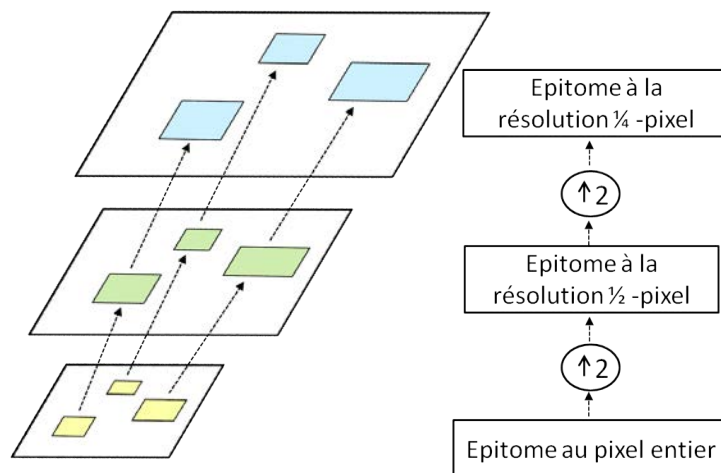 Epitome à la
résolution ¼ -pixel
↑2
Epitome à la
résolution ½ -pixel
↑2
Epitome au pixel entier